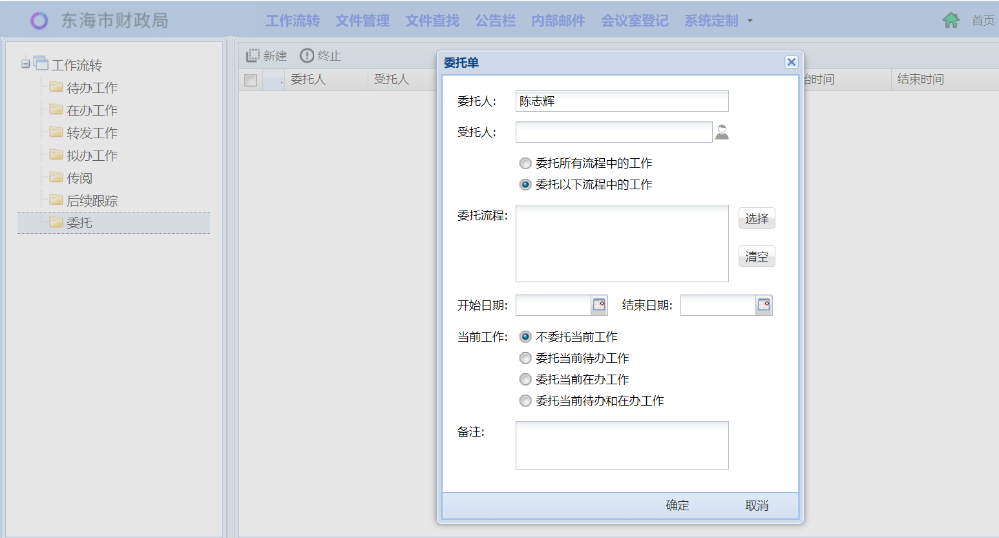 东海市财政局
工作流转 文件管理 文件查找 公告栏 内部邮件 会议室登记 系统定制
首页
工作流转
待办工作
在办工作
转发工作
拟办工作
传阅
后续跟踪
委托
新建 终止
委托人 受托人 始时间 结束时间
委托单
委托人: 陈志辉
受托人:
委托所有流程中的工作
委托以下流程中的工作
委托流程:
选择
清空
开始日期: 结束日期:
当前工作: 不委托当前工作
委托当前待办工作
委托当前在办工作
委托当前待办和在办工作
备注:
确定 取消